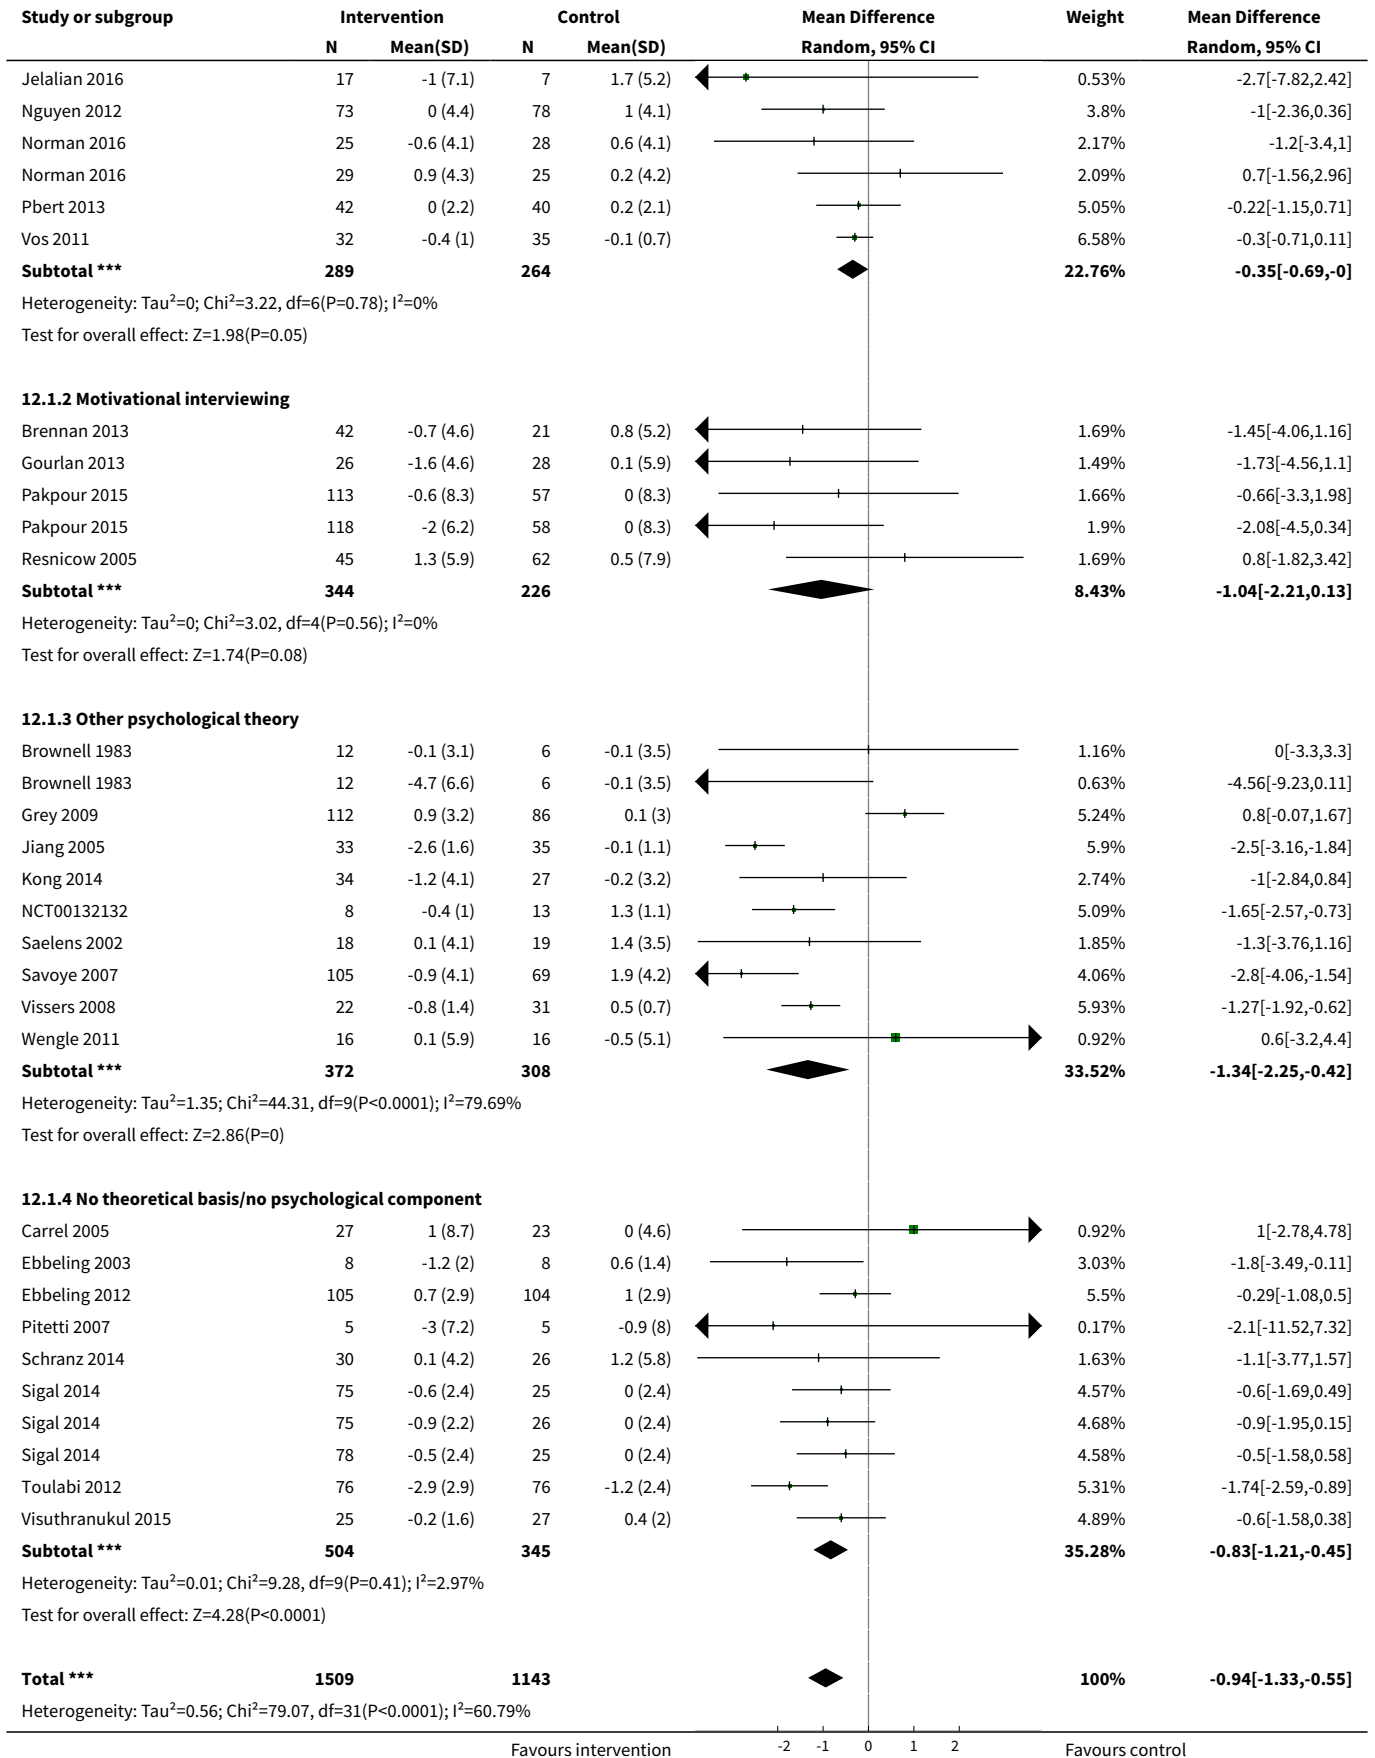 Study or subgroup Intervention Control Mean Difference Weight Mean Difference
N Mean(SD) N Mean(SD) Random, 95% CI Random, 95% CI
Jelalian 2016 17 -1 (7.1) 7 1.7 (5.2) 0.53% -2.7[-7.82,2.42]
Nguyen 2012 73 0 (4.4) 78 1 (4.1) 3.8% -1[-2.36,0.36]
Norman 2016 25 -0.6 (4.1) 28 0.6 (4.1) 2.17% -1.2[-3.4,1]
Norman 2016 29 0.9 (4.3) 25 0.2 (4.2) 2.09% 0.7[-1.56,2.96]
Pbert 2013 42 0 (2.2) 40 0.2 (2.1) 5.05% -0.22[-1.15,0.71]
Vos 2011 32 -0.4 (1) 35 -0.1 (0.7) 6.58% -0.3[-0.71,0.11]
Subtotal *** 289 264 22.76% -0.35[-0.69,-0]
Heterogeneity: Tau²=0; Chi²=3.22, df=6(P=0.78); I²=0%
Test for overall effect: Z=1.98(P=0.05)
12.1.2 Motivational interviewing
Brennan 2013 42 -0.7 (4.6) 21 0.8 (5.2) 1.69% -1.45[-4.06,1.16]
Gourlan 2013 26 -1.6 (4.6) 28 0.1 (5.9) 1.49% -1.73[-4.56,1.1]
Pakpour 2015 113 -0.6 (8.3) 57 0 (8.3) 1.66% -0.66[-3.3,1.98]
Pakpour 2015 118 -2 (6.2) 58 0 (8.3) 1.9% -2.08[-4.5,0.34]
Resnicow 2005 45 1.3 (5.9) 62 0.5 (7.9) 1.69% 0.8[-1.82,3.42]
Subtotal *** 344 226 8.43% -1.04[-2.21,0.13]
Heterogeneity: Tau²=0; Chi²=3.02, df=4(P=0.56); I²=0%
Test for overall effect: Z=1.74(P=0.08)
12.1.3 Other psychological theory
Brownell 1983 12 -0.1 (3.1) 6 -0.1 (3.5) 1.16% 0[-3.3,3.3]
Brownell 1983 12 -4.7 (6.6) 6 -0.1 (3.5) 0.63% -4.56[-9.23,0.11]
Grey 2009 112 0.9 (3.2) 86 0.1 (3) 5.24% 0.8[-0.07,1.67]
Jiang 2005 33 -2.6 (1.6) 35 -0.1 (1.1) 5.9% -2.5[-3.16,-1.84]
Kong 2014 34 -1.2 (4.1) 27 -0.2 (3.2) 2.74% -1[-2.84,0.84]
NCT00132132 8 -0.4 (1) 13 1.3 (1.1) 5.09% -1.65[-2.57,-0.73]
Saelens 2002 18 0.1 (4.1) 19 1.4 (3.5) 1.85% -1.3[-3.76,1.16]
Savoye 2007 105 -0.9 (4.1) 69 1.9 (4.2) 4.06% -2.8[-4.06,-1.54]
Vissers 2008 22 -0.8 (1.4) 31 0.5 (0.7) 5.93% -1.27[-1.92,-0.62]
Wengle 2011 16 0.1 (5.9) 16 -0.5 (5.1) 0.92% 0.6[-3.2,4.4]
Subtotal *** 372 308 33.52% -1.34[-2.25,-0.42]
Heterogeneity: Tau²=1.35; Chi²=44.31, df=9(P<0.0001); I²=79.69%
Test for overall effect: Z=2.86(P=0)
12.1.4 No theoretical basis/no psychological component
Carrel 2005 27 1 (8.7) 23 0 (4.6) 0.92% 1[-2.78,4.78]
Ebbeling 2003 8 -1.2 (2) 8 0.6 (1.4) 3.03% -1.8[-3.49,-0.11]
Ebbeling 2012 105 0.7 (2.9) 104 1 (2.9) 5.5% -0.29[-1.08,0.5]
Pitetti 2007 5 -3 (7.2) 5 -0.9 (8) 0.17% -2.1[-11.52,7.32]
Schranz 2014 30 0.1 (4.2) 26 1.2 (5.8) 1.63% -1.1[-3.77,1.57]
Sigal 2014 75 -0.6 (2.4) 25 0 (2.4) 4.57% -0.6[-1.69,0.49]
Sigal 2014 75 -0.9 (2.2) 26 0 (2.4) 4.68% -0.9[-1.95,0.15]
Sigal 2014 78 -0.5 (2.4) 25 0 (2.4) 4.58% -0.5[-1.58,0.58]
Toulabi 2012 76 -2.9 (2.9) 76 -1.2 (2.4) 5.31% -1.74[-2.59,-0.89]
Visuthranukul 2015 25 -0.2 (1.6) 27 0.4 (2) 4.89% -0.6[-1.58,0.38]
Subtotal *** 504 345 35.28% -0.83[-1.21,-0.45]
Heterogeneity: Tau²=0.01; Chi²=9.28, df=9(P=0.41); I²=2.97%
Test for overall effect: Z=4.28(P<0.0001)
Total *** 1509 1143 100% -0.94[-1.33,-0.55]
Heterogeneity: Tau²=0.56; Chi²=79.07, df=31(P<0.0001); I²=60.79%
Favours intervention -2 -1 0 1 2 Favours control